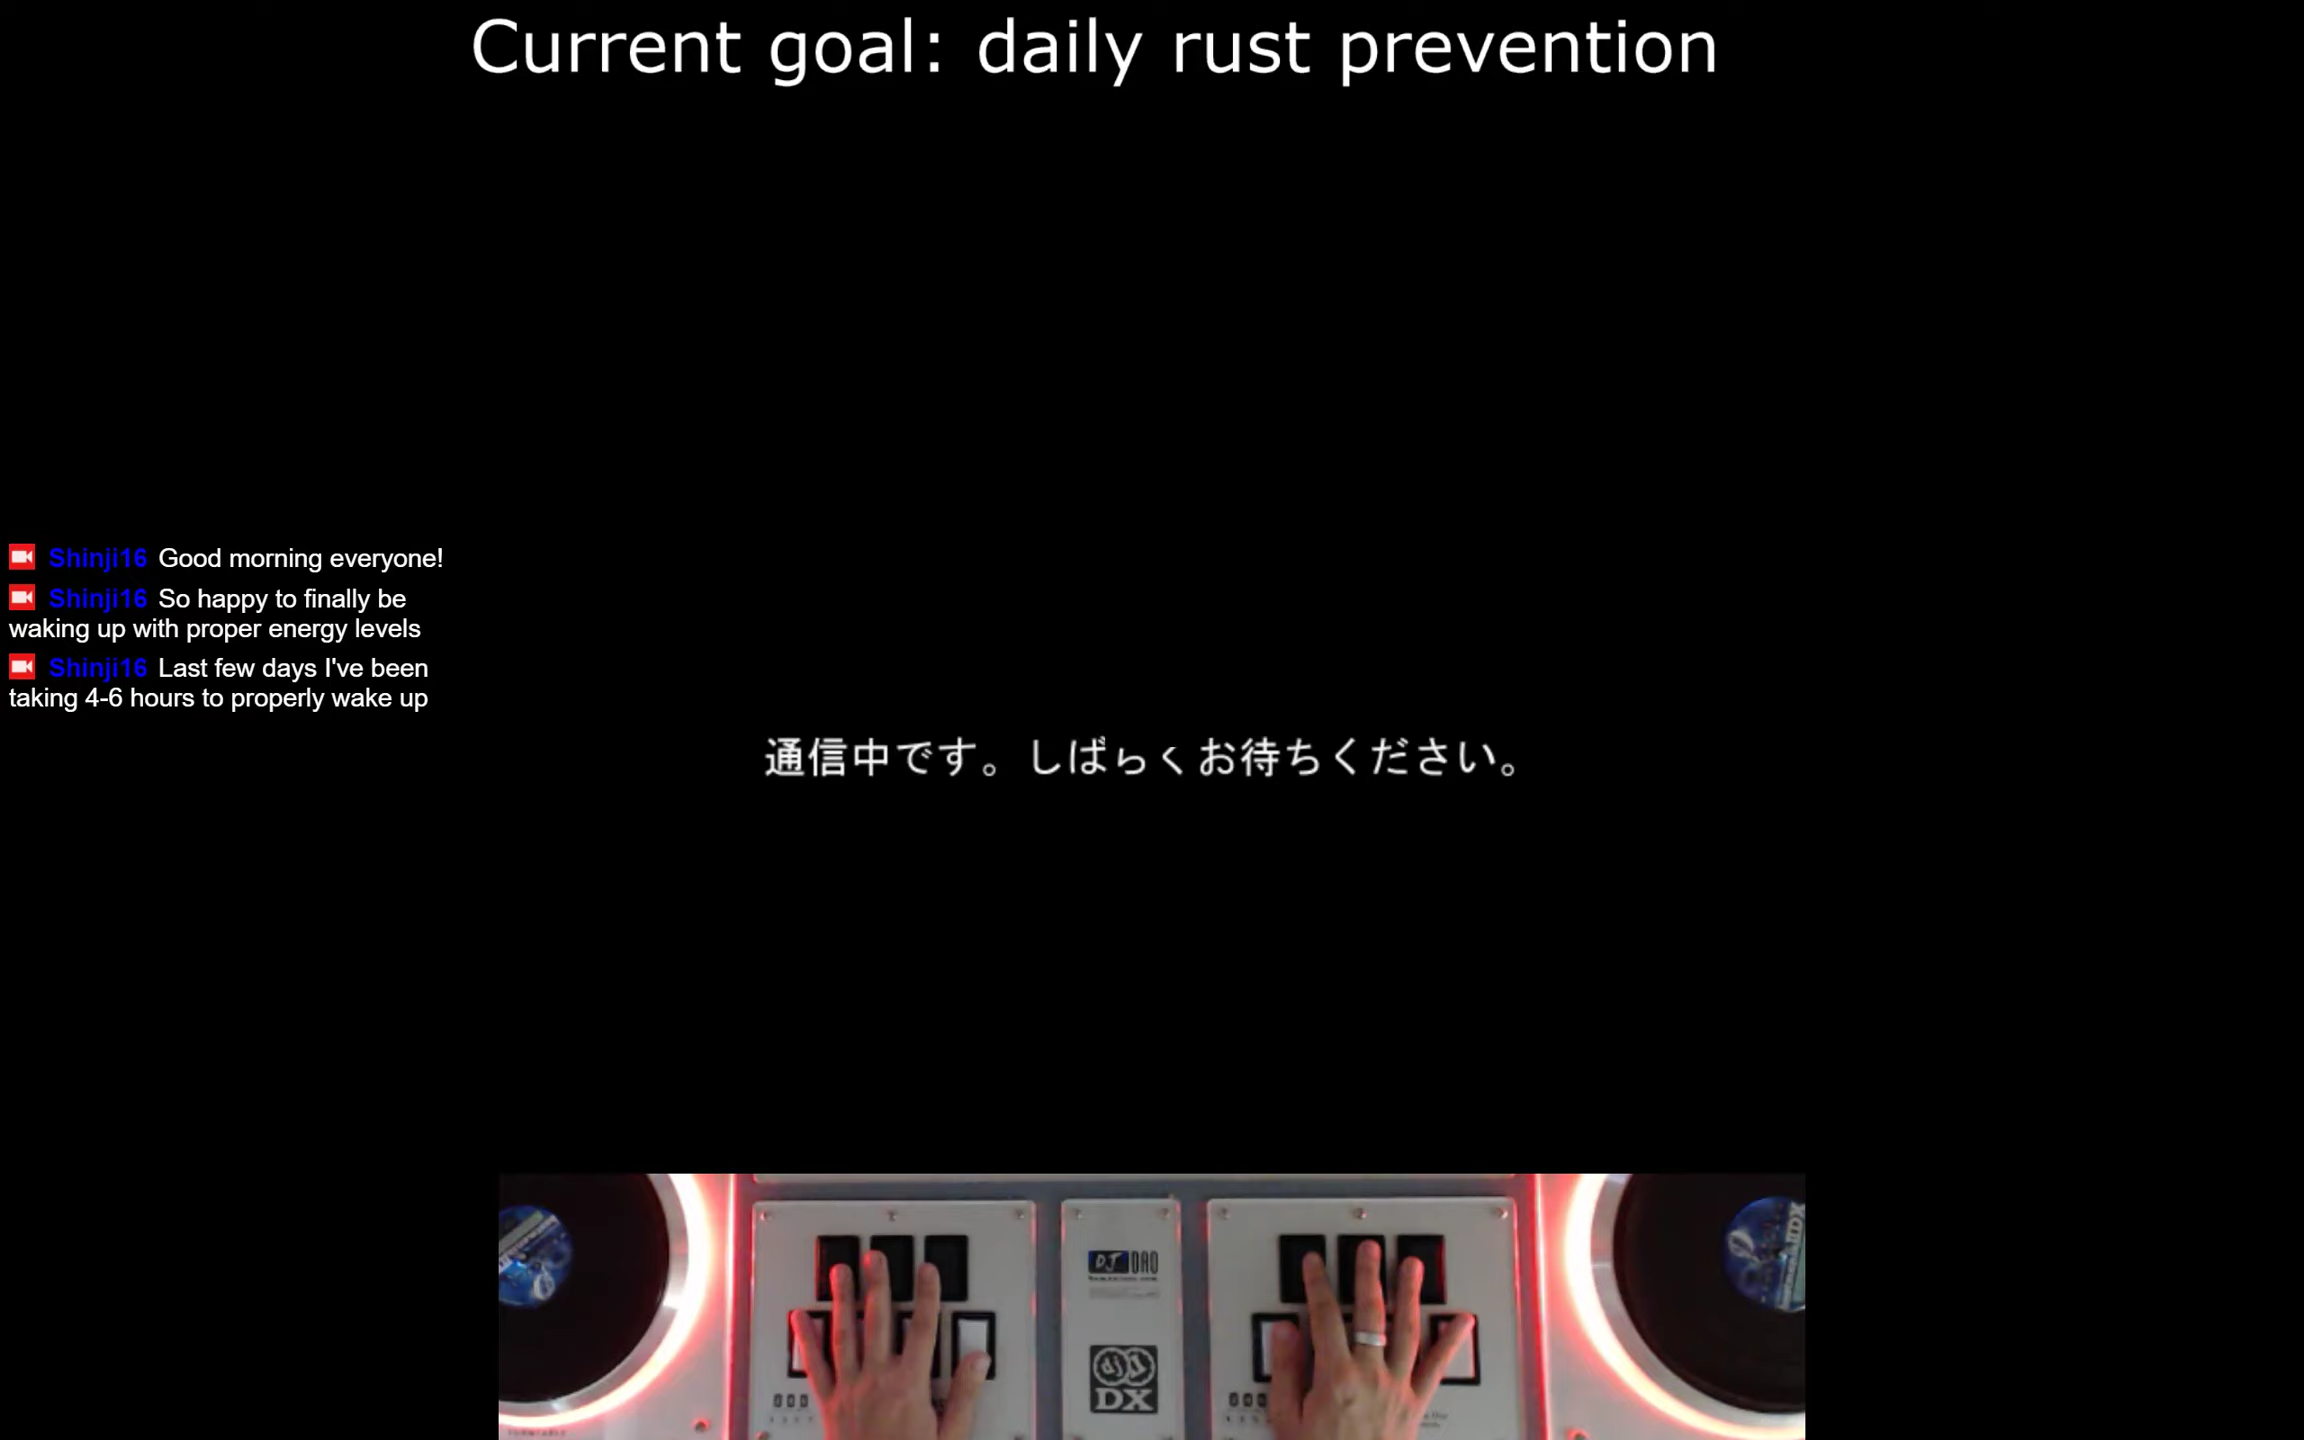 Current goal: daily rust prevention
Shinji16 Good morning everyone!
Shinji16 So happy to finally be
waking up with proper energy levels
Shinji16 Last few days I've been
taking 4-6 hours to properly wake up
通信中です。しばらくお待ちください。
DJ DAO
DX